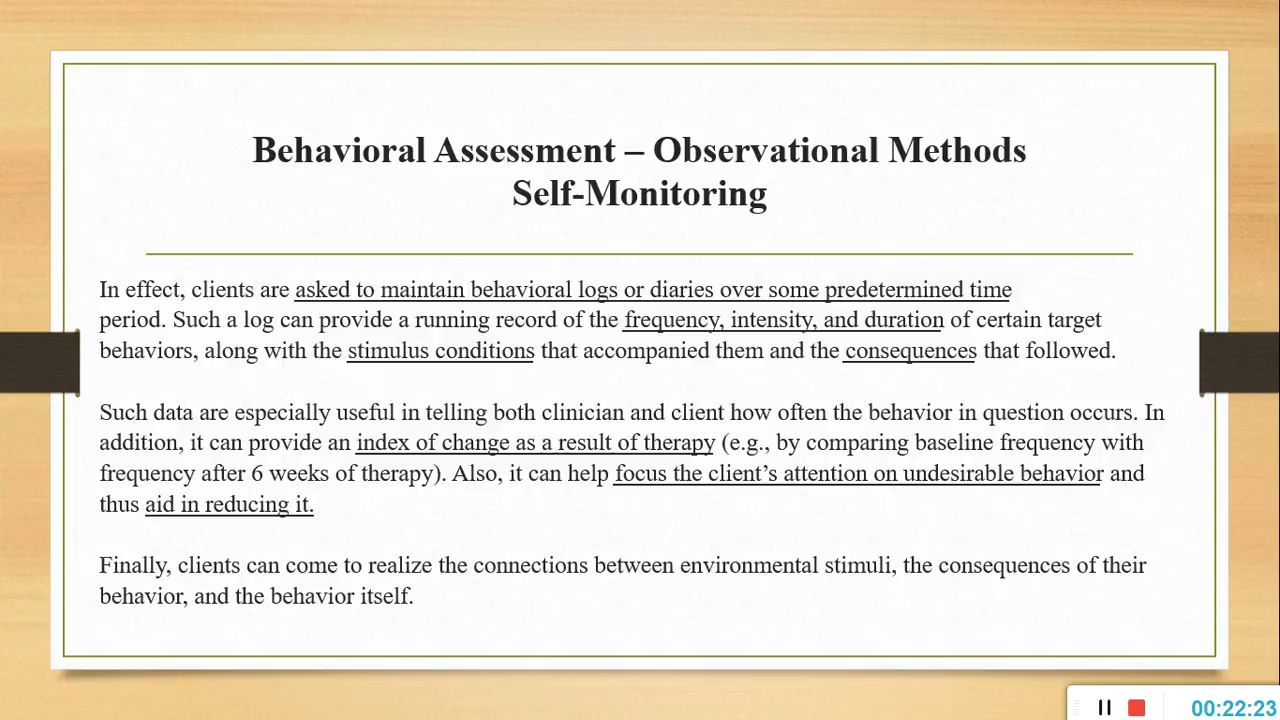 Behavioral Assessment – Observational Methods
Self-Monitoring
In effect, clients are asked to maintain behavioral logs or diaries over some predetermined time
period. Such a log can provide a running record of the frequency, intensity, and duration of certain target
behaviors, along with the stimulus conditions that accompanied them and the consequences that followed.
Such data are especially useful in telling both clinician and client how often the behavior in question occurs. In
addition, it can provide an index of change as a result of therapy (e.g., by comparing baseline frequency with
frequency after 6 weeks of therapy). Also, it can help focus the client’s attention on undesirable behavior and
thus aid in reducing it.
Finally, clients can come to realize the connections between environmental stimuli, the consequences of their
behavior, and the behavior itself.
00:22:23